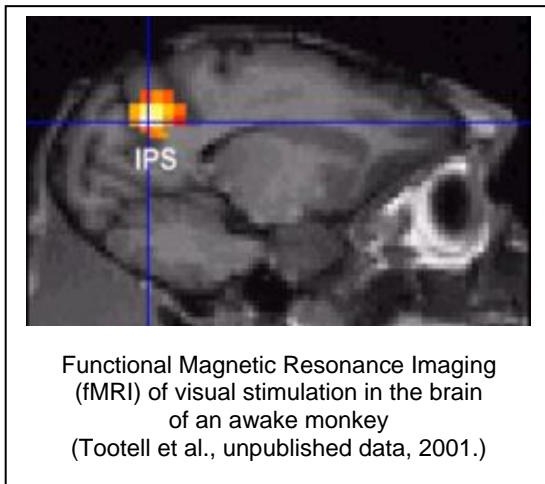 IPS
Functional Magnetic Resonance Imaging
(fMRI) of visual stimulation in the brain
of an awake monkey
(Tootell et al., unpublished data, 2001.)